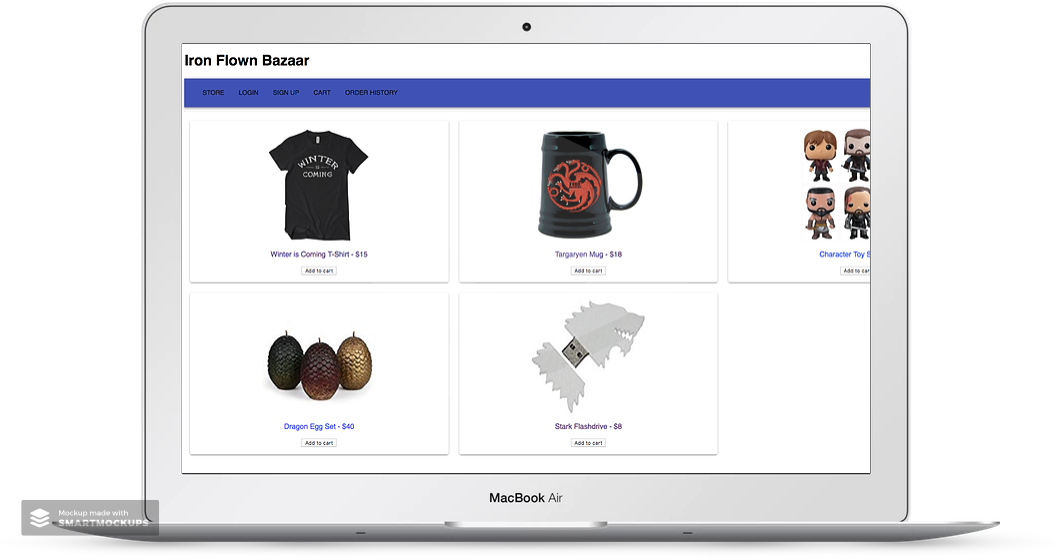 Iron Flown Bazaar
STORE LOGIN SIGN UP CART ORDER HISTORY
WINTER
IS
COMING
Winter is Coming T-Shirt - $15
Add to cart
Targaryen Mug - $18
Add to cart
Character Toy S
Add to car
Dragon Egg Set - $40
Add to cart
Stark Flashdrive - $8
Add to cart
MacBook Air
Mockup made with
SMARTMOCKUPS